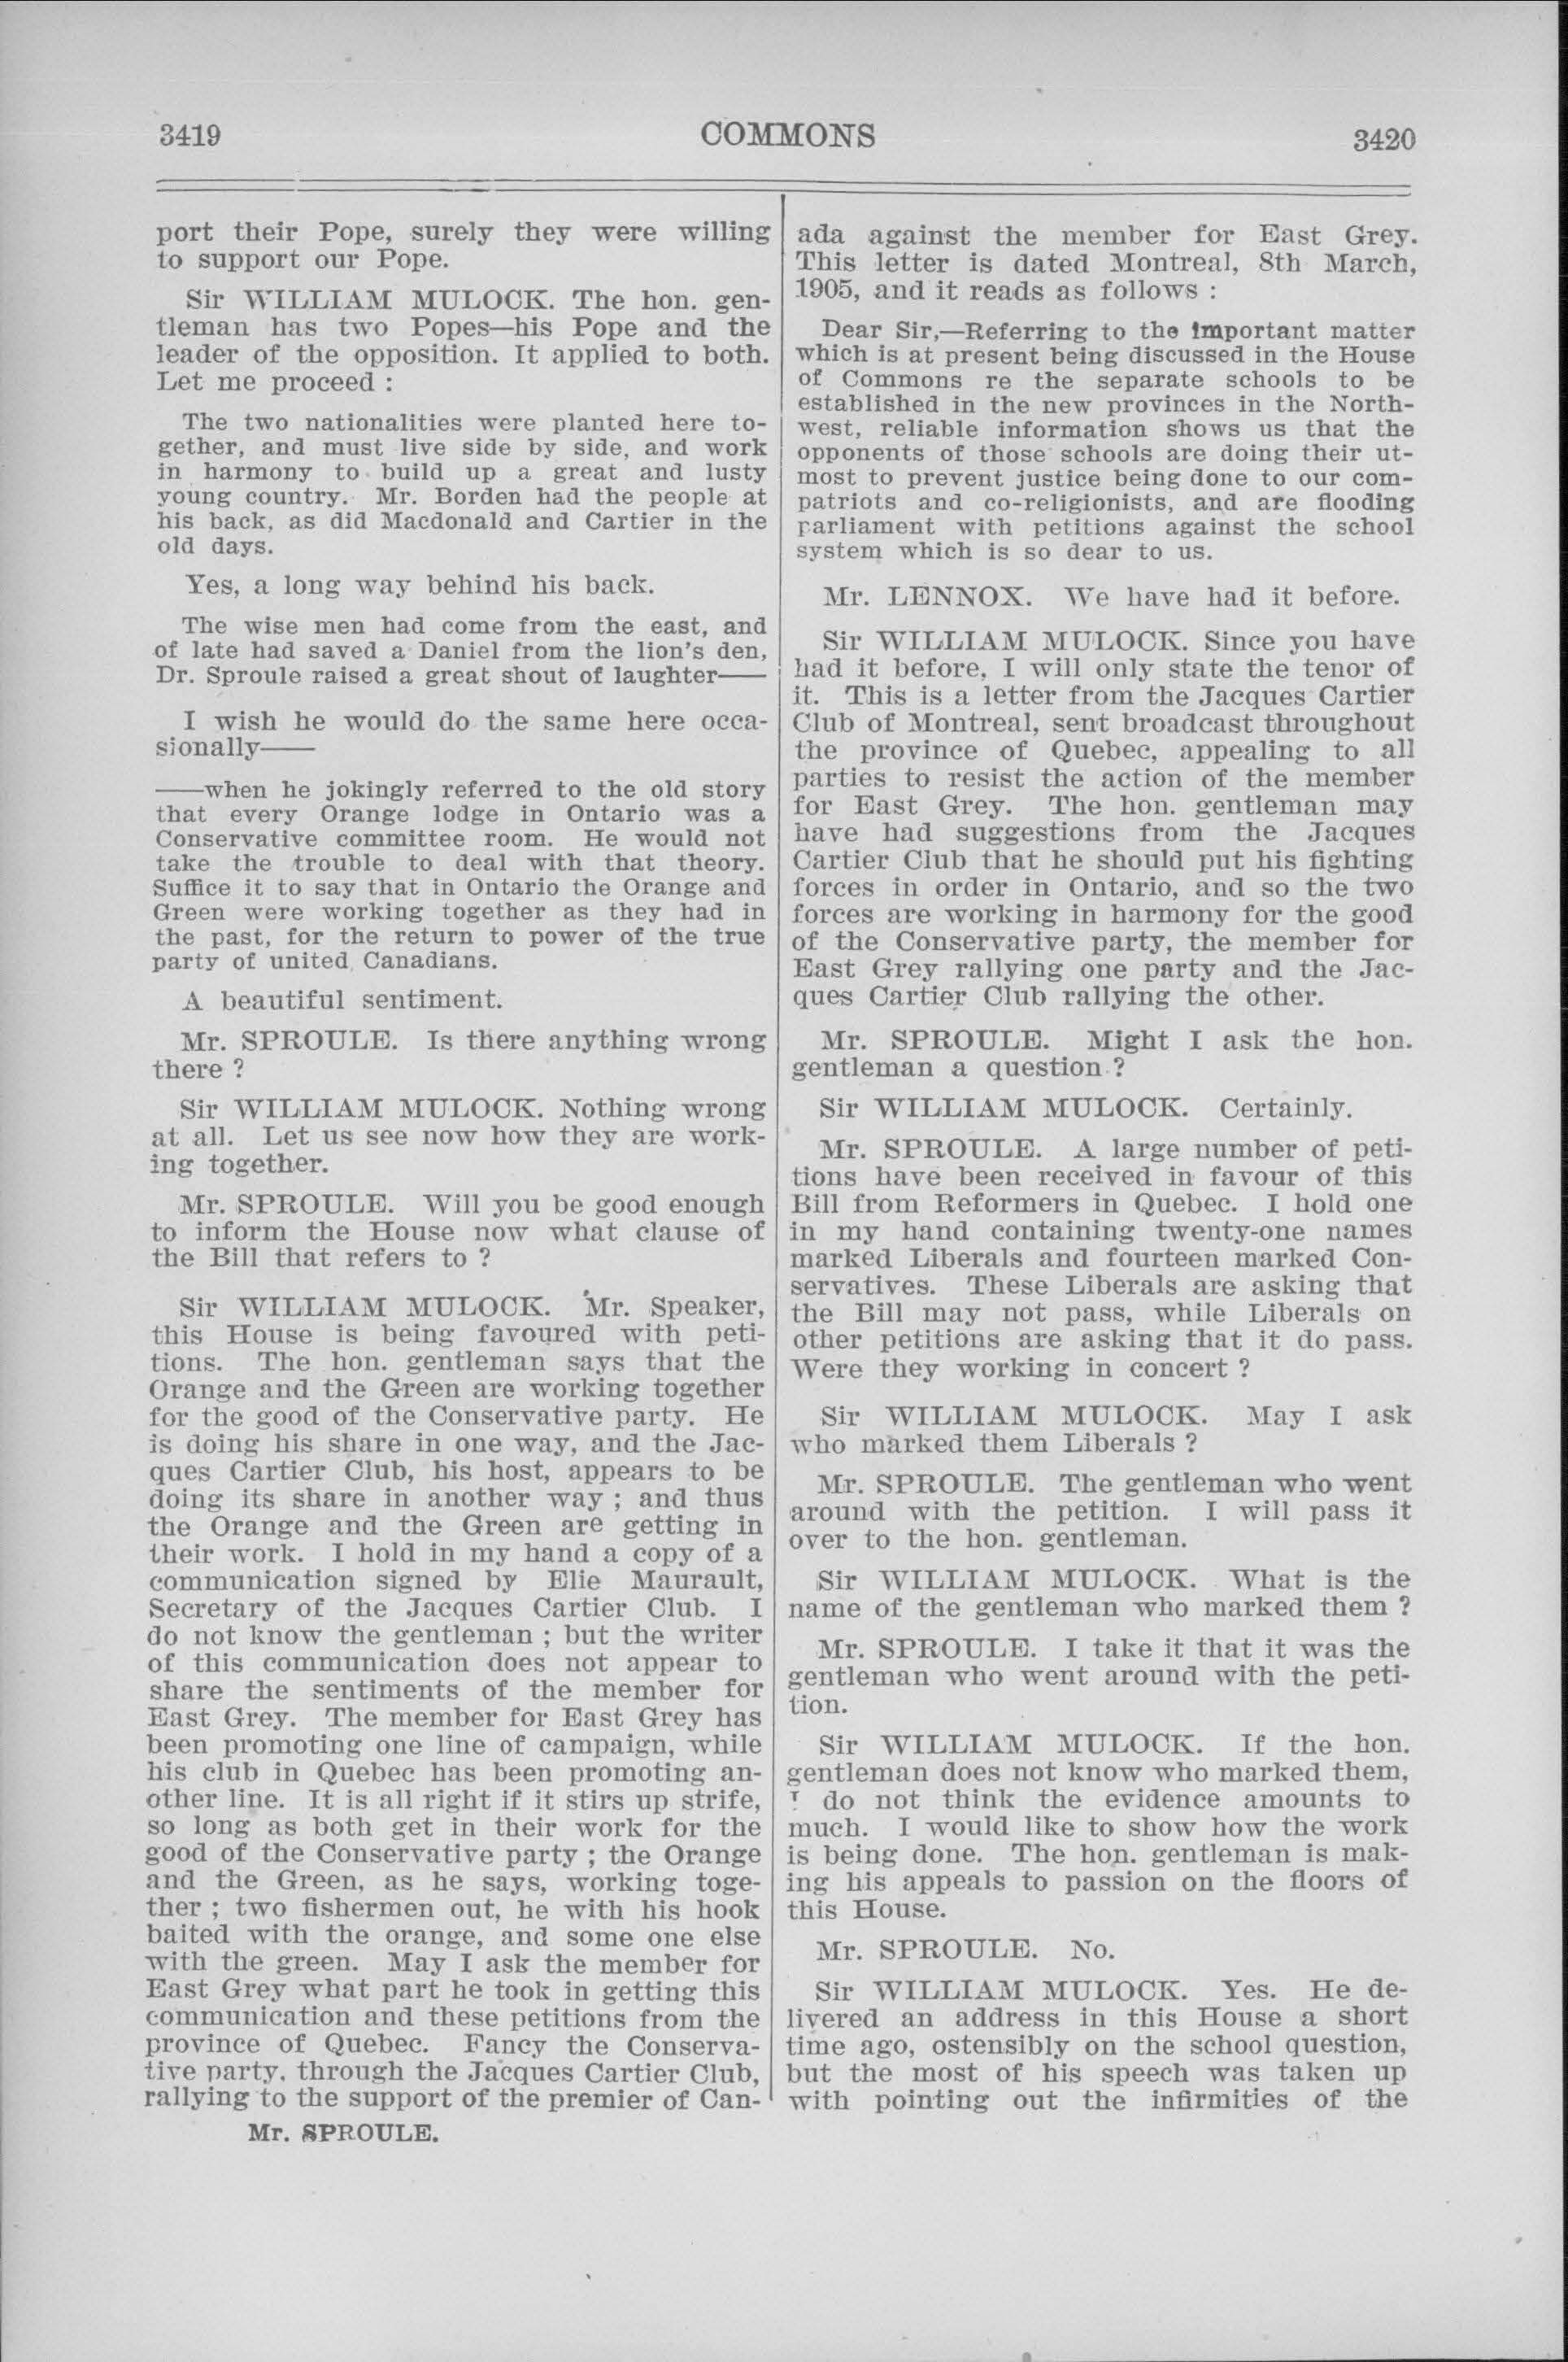 3419
COMMONS
3420
port their Pope, surely they were willing
to support our Pope.
Sir WILLIAM MULOCK. The hon. gen-
tleman has two Popes—his Pope and the
leader of the opposition. It applied to both.
Let me proceed :
The two nationalities were planted here to-
gether, and must live side by side, and work
in harmony to build up a great and lusty
young country. Mr. Borden had the people at
his back, as did Macdonald and Cartier in the
old days.
Yes, a long way behind his back.
The wise men had come from the east, and
of late had saved a Daniel from the lion's den,
Dr. Sproule raised a great shout of laughter——
I wish he would do the same here occa-
sionally——
——when he jokingly referred to the old story
that every Orange lodge in Ontario was a
Conservative committee room. He would not
take the trouble to deal with that theory.
Suffice it to say that in Ontario the Orange and
Green were working together as they had in
the past, for the return to power of the true
party of united Canadians.
A beautiful sentiment.
Mr. SPROULE. Is there anything wrong
there ?
Sir WILLIAM MULOCK. Nothing wrong
at all. Let us see now how they are work-
ing together.
Mr. SPROULE. Will you be good enough
to inform the House now what clause of
the Bill that refers to ?
Sir WILLIAM MULOCK. Mr. Speaker,
this House is being favoured with peti-
tions. The hon. gentleman says that the
Orange and the Green are working together
for the good of the Conservative party. He
is doing his share in one way, and the Jac-
ques Cartier Club, his host, appears to be
doing its share in another way ; and thus
the Orange and the Green are getting in
their work. I hold in my hand a copy of a
communication signed by Elie Maurault,
Secretary of the Jacques Cartier Club. I
do not know the gentleman ; but the writer
of this communication does not appear to
share the sentiments of the member for
East Grey. The member for East Grey has
been promoting one line of campaign, while
his club in Quebec has been promoting an-
other line. It is all right if it stirs up strife,
so long as both get in their work for the
good of the Conservative party ; the Orange
and the Green, as he says, working toge-
ther ; two fishermen out, he with his hook
baited with the orange, and some one else
with the green. May I ask the member for
East Grey what part he took in getting this
communication and these petitions from the
province of Quebec. Fancy the Conserva-
tive party, through the Jacques Cartier Club,
rallying to the support of the premier of Can-
Mr. SPROULE.
ada against the member for East Grey.
This letter is dated Montreal, 8th March,
1905, and it reads as follows :
Dear Sir,—Referring to the important matter
which is at present being discussed in the House
of Commons re the separate schools to be
established in the new provinces in the North-
west, reliable information shows us that the
opponents of those schools are doing their ut-
most to prevent justice being done to our com-
patriots and co-religionists, and are flooding
parliament with petitions against the school
system which is so dear to us.
Mr. LENNOX. We have had it before.
Sir WILLIAM MULOCK. Since you have
had it before, I will only state the tenor of
it. This is a letter from the Jacques Cartier
Club of Montreal, sent broadcast throughout
the province of Quebec, appealing to all
parties to resist the action of the member
for East Grey. The hon. gentleman may
have had suggestions from the Jacques
Cartier Club that he should put his fighting
forces in order in Ontario, and so the two
forces are working in harmony for the good
of the Conservative party, the member for
East Grey rallying one party and the Jac-
ques Cartier Club rallying the other.
Mr. SPROULE. Might I ask the hon.
gentleman a question ?
Sir WILLIAM MULOCK. Certainly.
Mr. SPROULE. A large number of peti-
tions have been received in favour of this
Bill from Reformers in Quebec. I hold one
in my hand containing twenty-one names
marked Liberals and fourteen marked Con-
servatives. These Liberals are asking that
the Bill may not pass, while Liberals on
other petitions are asking that it do pass.
Were they working in concert ?
Sir WILLIAM MULOCK. May I ask
who marked them Liberals ?
Mr. SPROULE. The gentleman who went
around with the petition. I will pass it
over to the hon. gentleman.
Sir WILLIAM MULOCK. What is the
name of the gentleman who marked them ?
Mr. SPROULE. I take it that it was the
gentleman who went around with the peti-
tion.
Sir WILLIAM MULOCK. If the hon.
gentleman does not know who marked them,
I do not think the evidence amounts to
much. I would like to show how the work
is being done. The hon. gentleman is mak-
ing his appeals to passion on the floors of
this House.
Mr. SPROULE. No.
Sir WILLIAM MULOCK. Yes. He de-
livered an address in this House a short
time ago, ostensibly on the school question,
but the most of his speech was taken up
with pointing out the infirmities of the